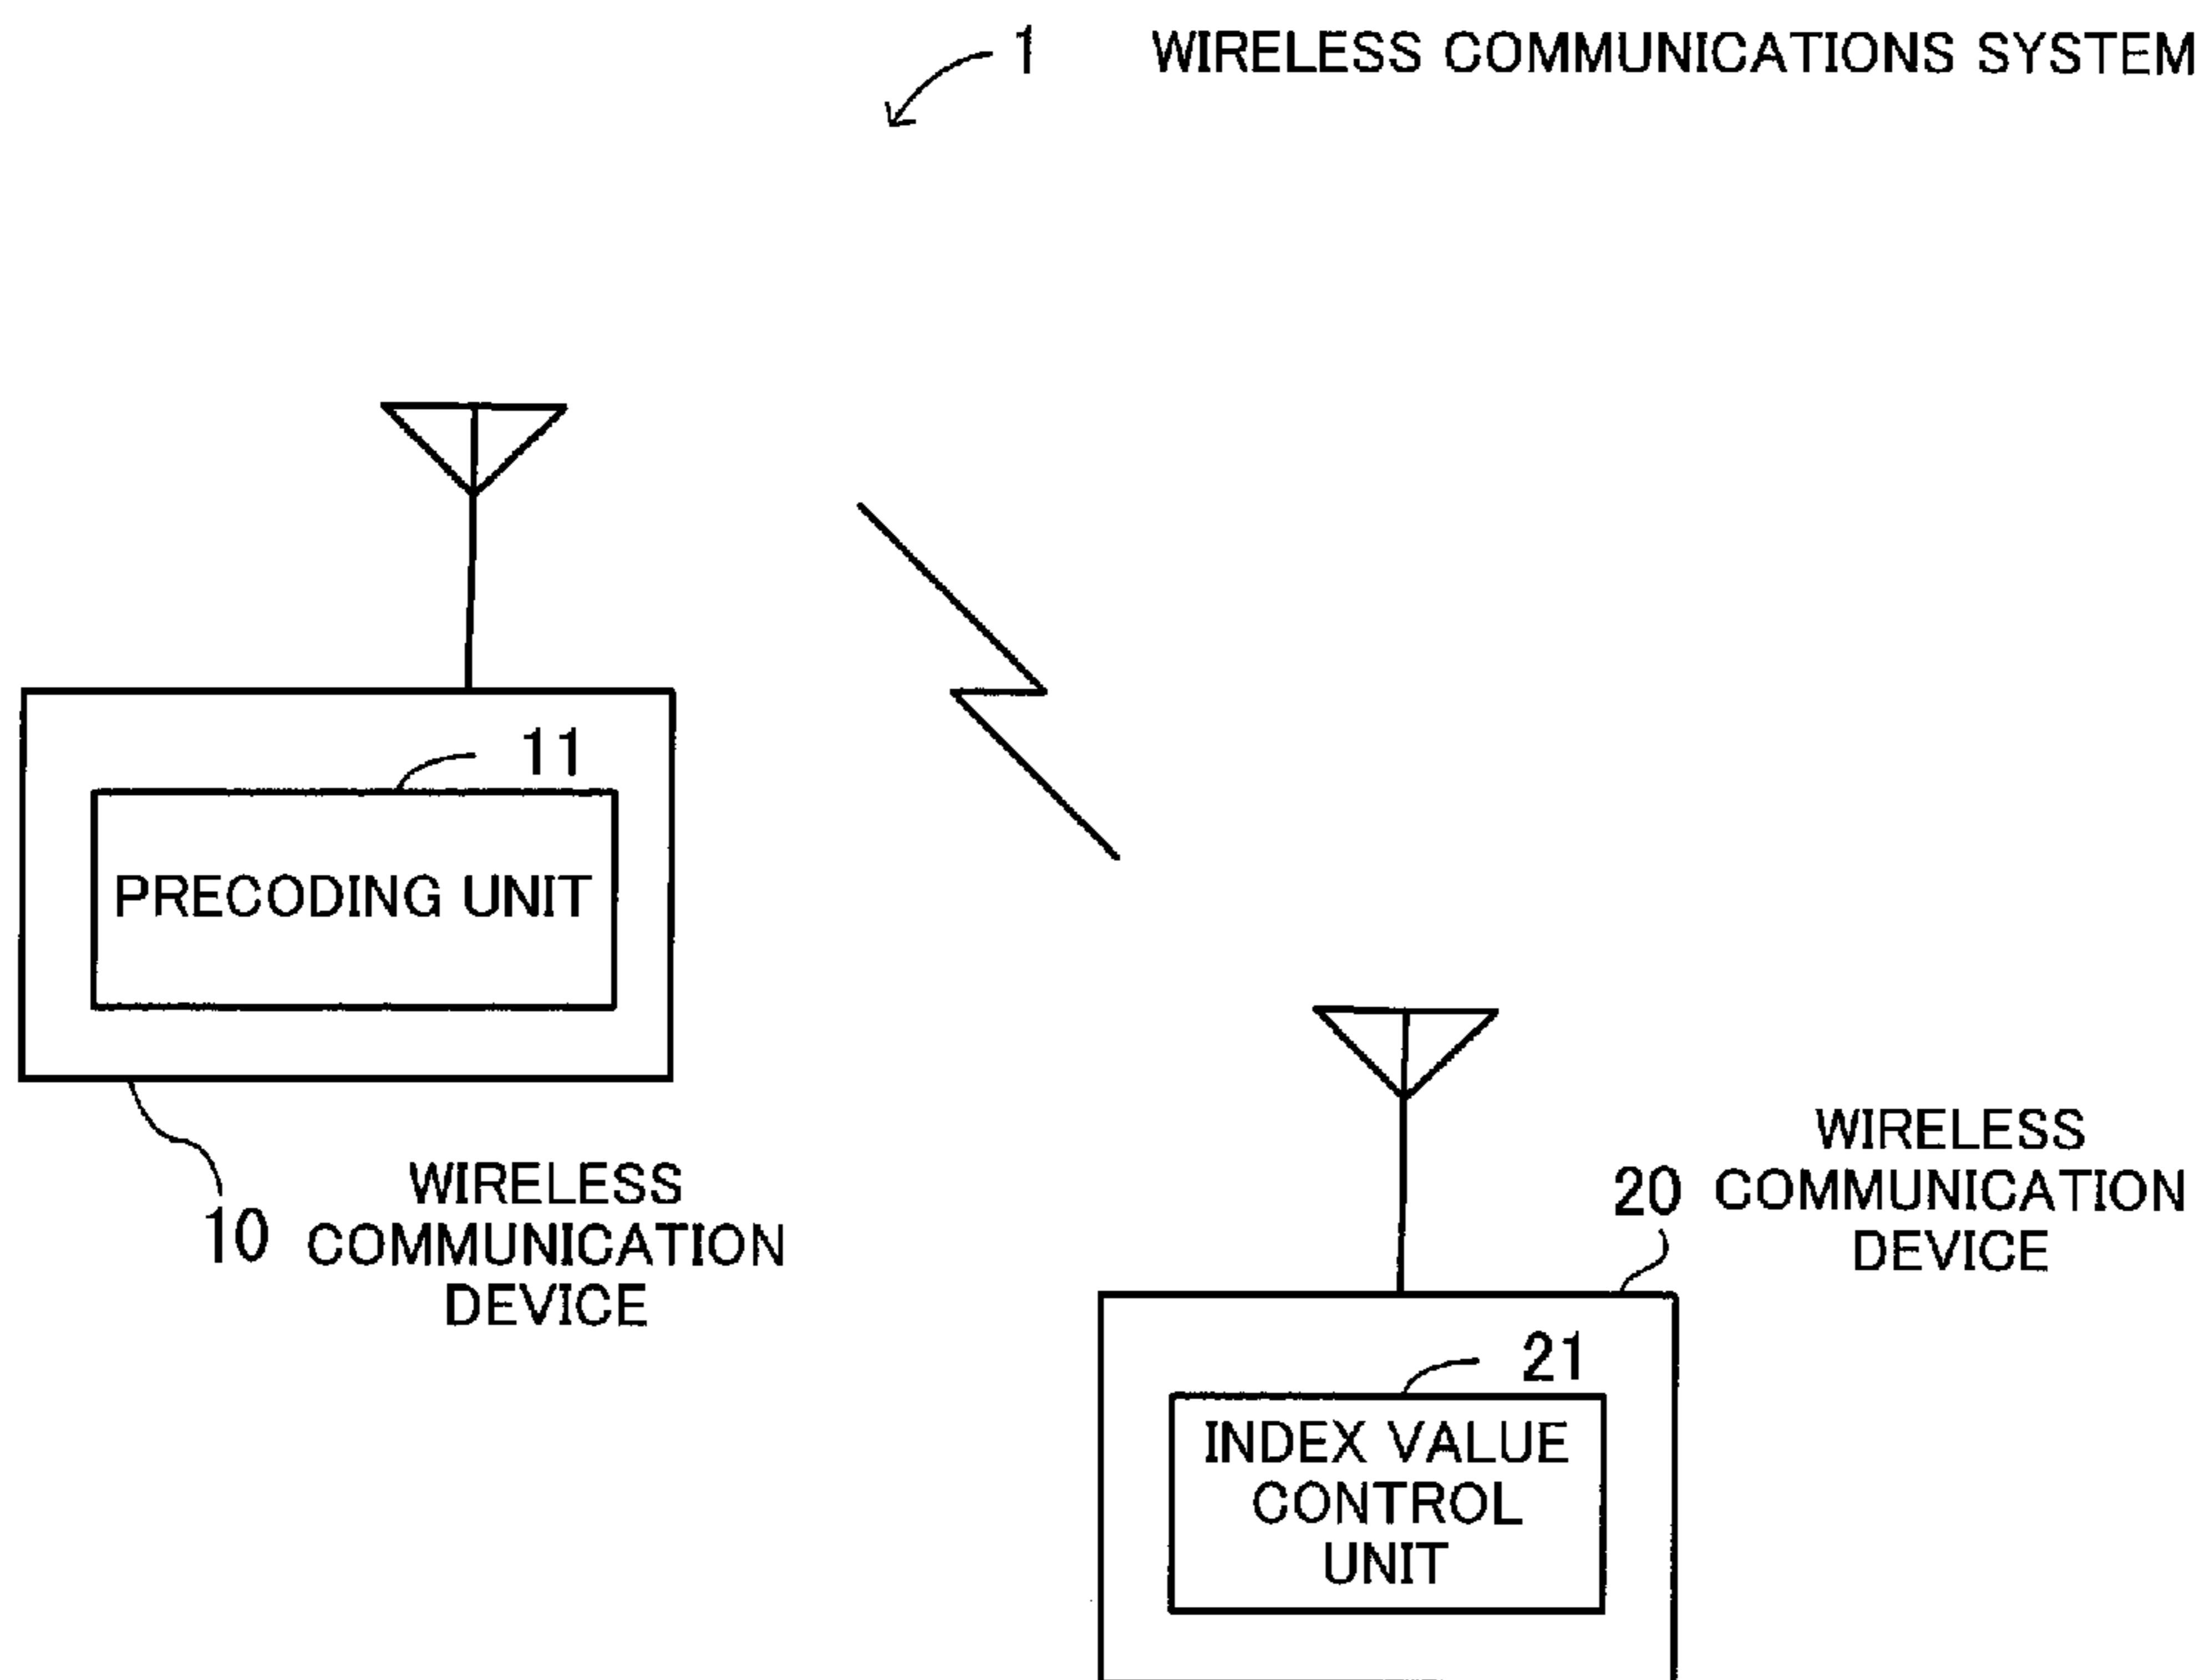 1 WIRELESS COMMUNICATIONS SYSTEM
11
PRECODING UNIT
WIRELESS
10 COMMUNICATION
DEVICE
WIRELESS
20 COMMUNICATION
DEVICE
21
INDEX VALUE
CONTROL
UNIT